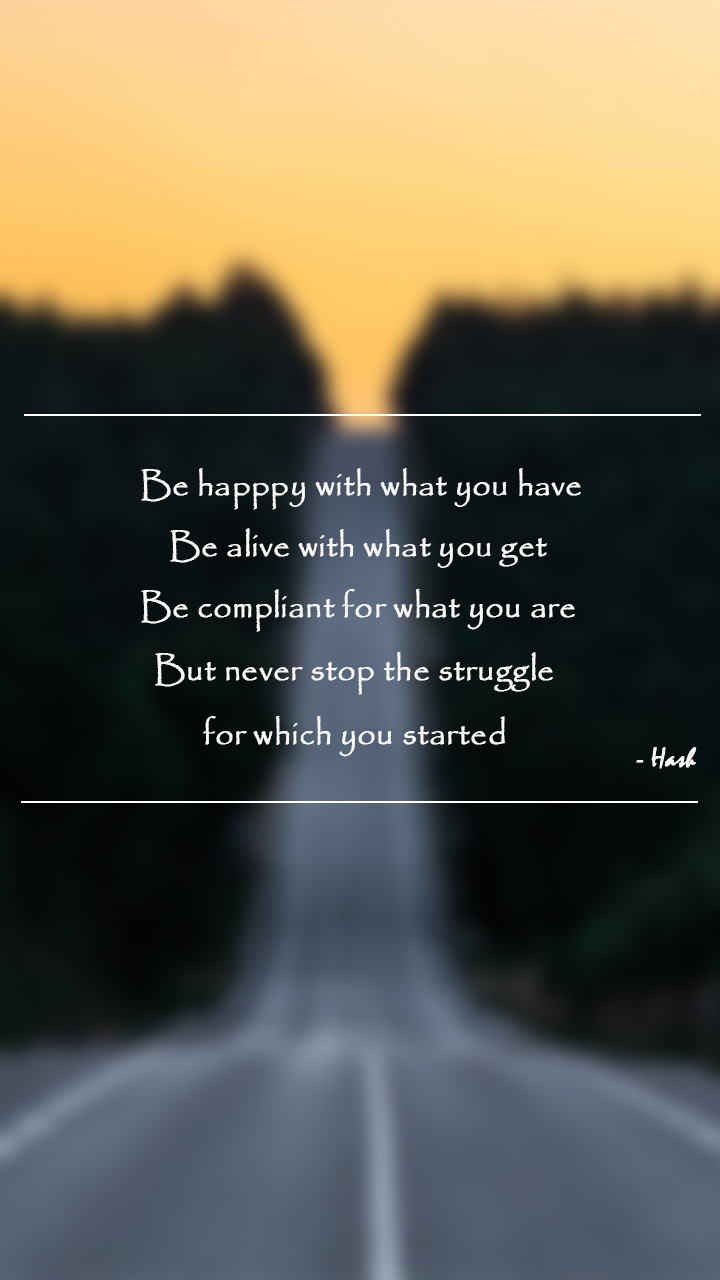 Be happpy with what you have
Be alive with what you get
Be compliant for what you are
But never stop the struggle
for which you started
- Hash